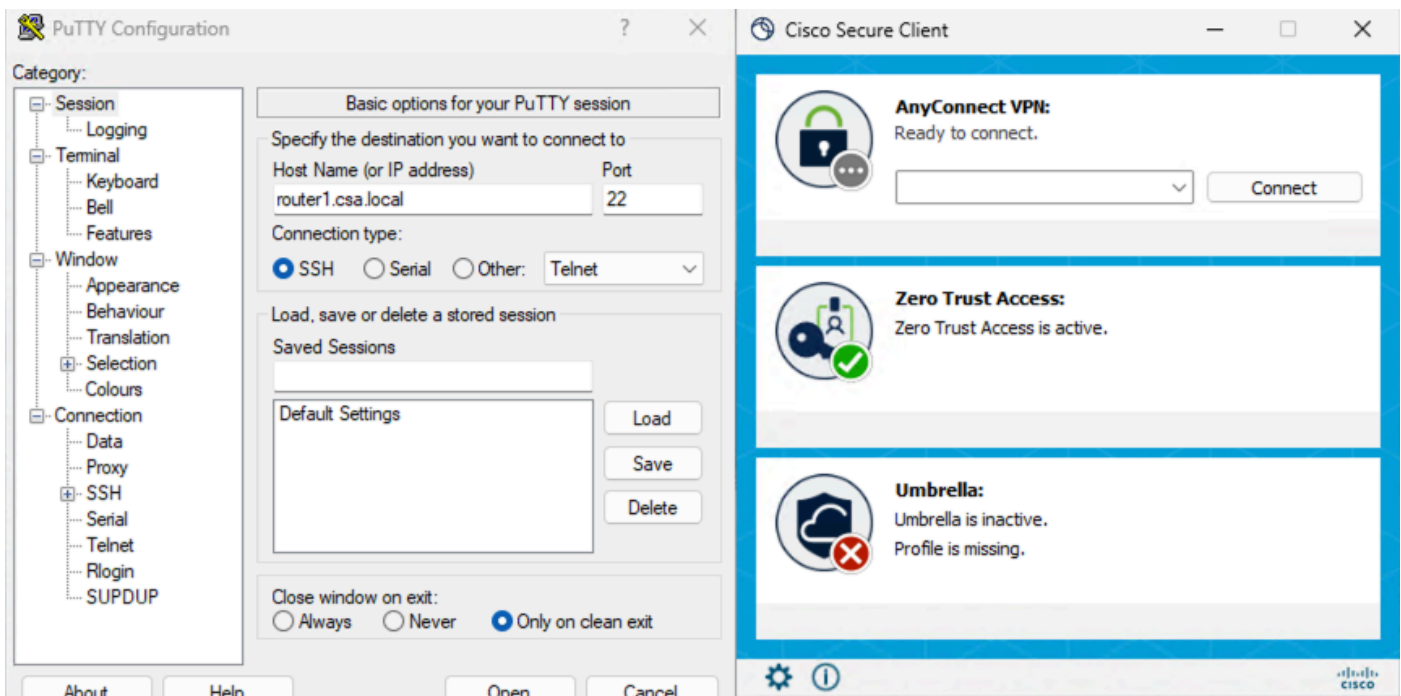 PuTTY Configuration
?
Category:
Session
Logging
Terminal
Keyboard
Bell
Features
Window
Appearance
Behaviour
Translation
Selection
Colours
Connection
Data
Proxy
SSH
Serial
Telnet
Rlogin
SUPDUP
Basic options for your PuTTY session
Specify the destination you want to connect to
Host Name (or IP address) Port
router1.csa.local 22
Connection type:
SSH Serial Other: Telnet
Load, save or delete a stored session
Saved Sessions
Default Settings
Load
Save
Delete
Close window on exit:
Always Never Only on clean exit
About Help Open Cancel
Cisco Secure Client
AnyConnect VPN:
Ready to connect.
Connect
Zero Trust Access:
Zero Trust Access is active.
Umbrella:
Umbrella is inactive.
Profile is missing.
CISCO